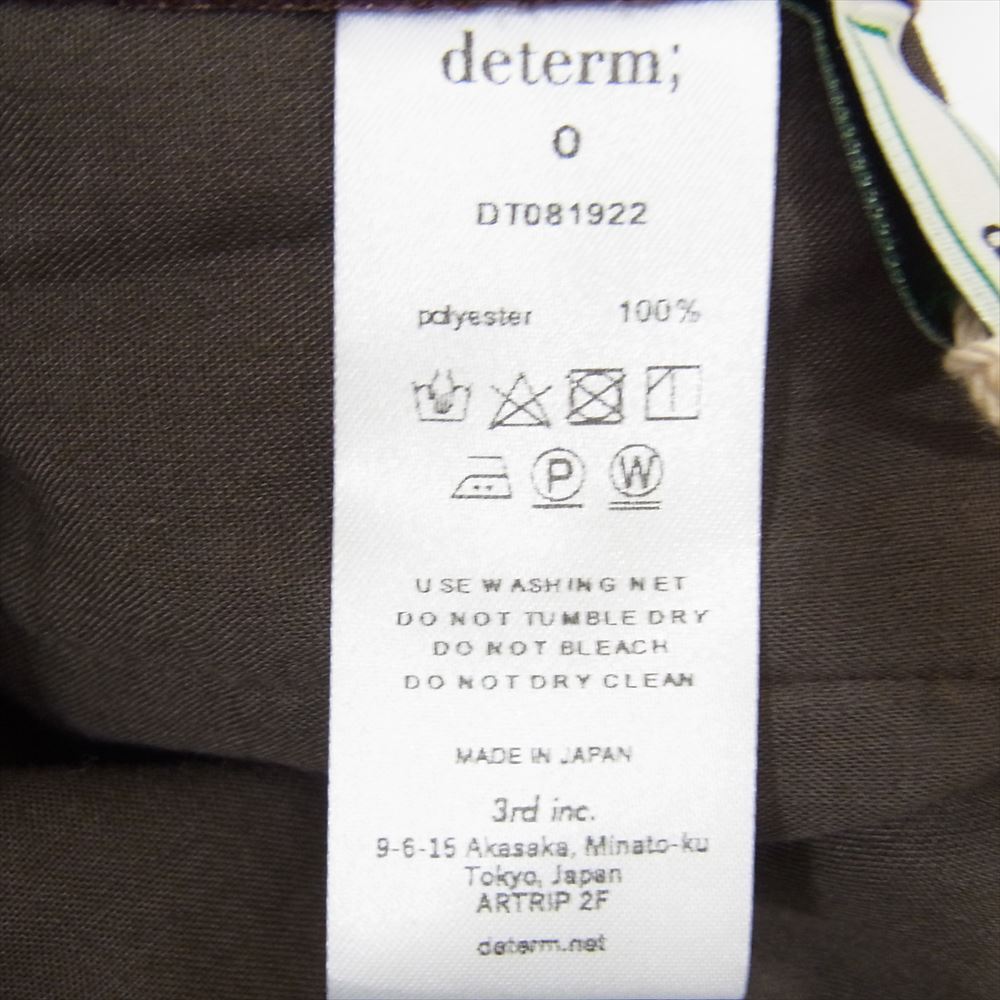 determ;
0
DT081922
polyester 100%
P W
USE WASHING NET
DO NOT TUMBLE DRY
DO NOT BLEACH
DO NOT DRY CLEAN
MADE IN JAPAN
3rd inc.
9-6-15 Akasaka, Minato-ku
Tokyo, Japan
ARTRIP 2F
determ.net